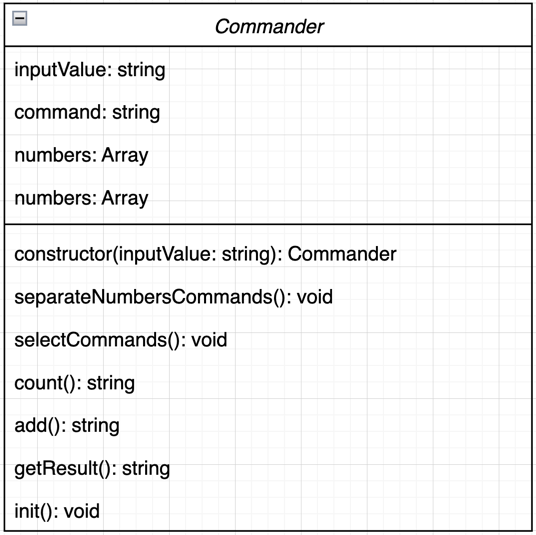 Commander
inputValue: string
command: string
numbers: Array
numbers: Array
constructor(inputValue: string): Commander
separateNumbersCommands(): void
selectCommands(): void
count(): string
add(): string
getResult(): string
init(): void